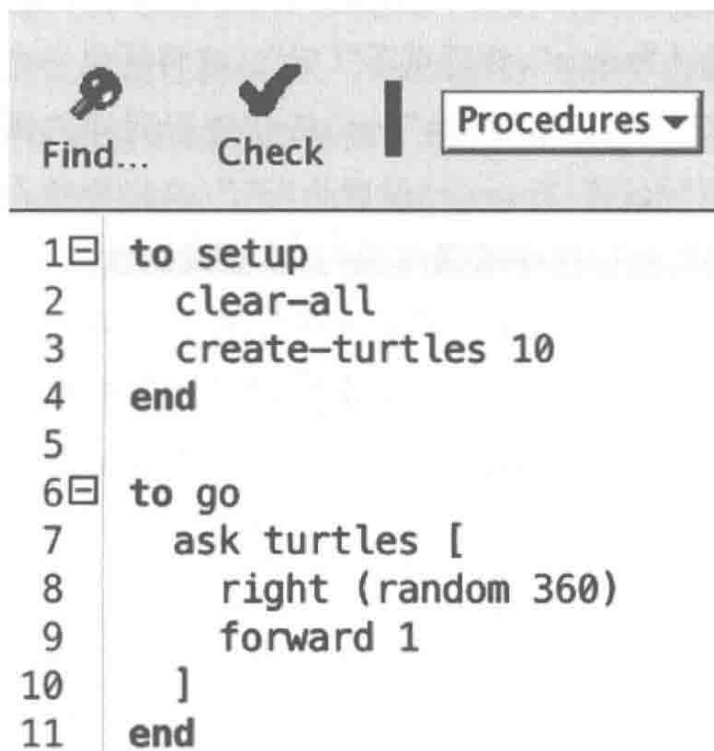 Find...
Check
Procedures
1 to setup
2 clear-all
3 create-turtles 10
4 end
5
6 to go
7 ask turtles [
8 right (random 360)
9 forward 1
10 ]
11 end